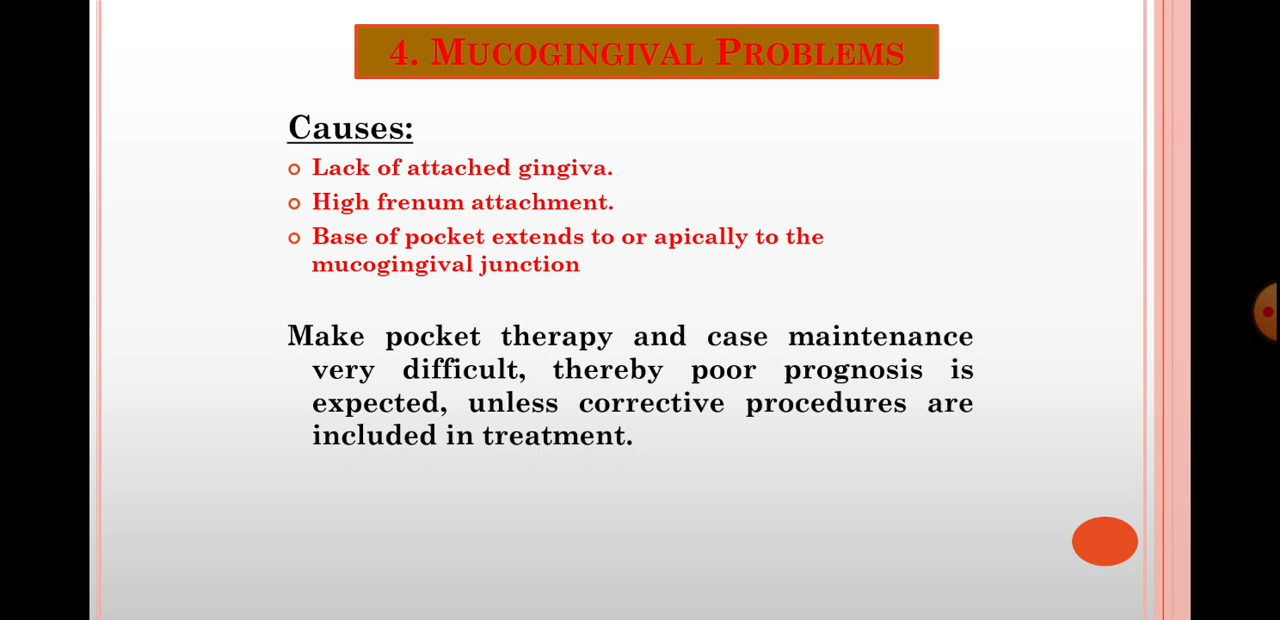 4. Mucogingival Problems
Causes:
Lack of attached gingiva.
High frenum attachment.
Base of pocket extends to or apically to the
mucogingival junction
Make pocket therapy and case maintenance
very difficult, thereby poor prognosis is
expected, unless corrective procedures are
included in treatment.